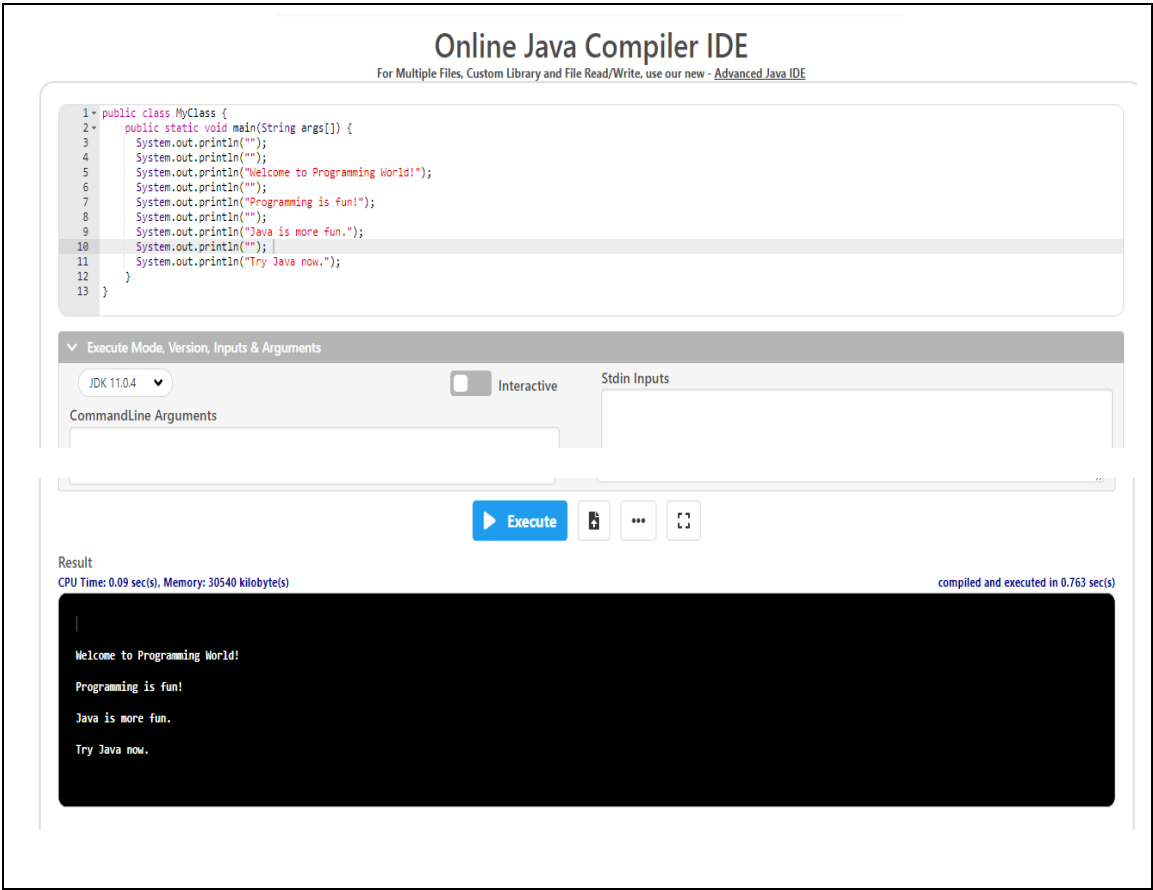 Online Java Compiler IDE
For Multiple Files, Custom Library and File Read/Write, use our new - Advanced Java IDE
1 public class MyClass {
2     public static void main(String args[]) {
3       System.out.println("");
4       System.out.println("");
5       System.out.println("Welcome to Programming World!");
6       System.out.println("");
7       System.out.println("Programming is fun!");
8       System.out.println("");
9       System.out.println("Java is more fun.");
10       System.out.println("");
11       System.out.println("Try Java now.");
12     }
13 }
Execute Mode, Version, Inputs & Arguments
JDK 11.0.4
Interactive
Stdin Inputs
CommandLine Arguments
Execute
Result
CPU Time: 0.09 sec(s), Memory: 30540 kilobyte(s)
compiled and executed in 0.763 sec(s)
Welcome to Programming World!
Programming is fun!
Java is more fun.
Try Java now.